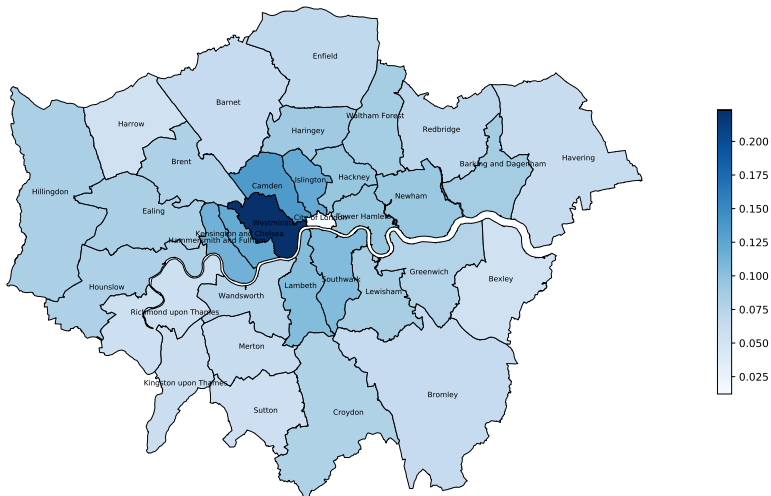 Enfield
Barnet
Harrow
Haringey
Waltham Forest
Redbridge
Havering
Brent
Barking and Dagenham
Hillingdon
Camden
Islington
Hackney
Newham
Ealing
Westminster
City of London
Tower Hamlets
Kensington and Chelsea
Hammersmith and Fulham
Hounslow
Wandsworth
Lambeth
Southwark
Lewisham
Greenwich
Bexley
Richmond upon Thames
Merton
Kingston upon Thames
Sutton
Croydon
Bromley
0.200
0.175
0.150
0.125
0.100
0.075
0.050
0.025